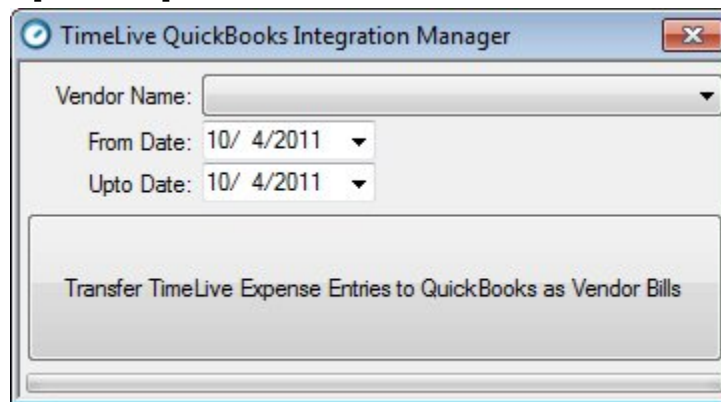 TimeLive QuickBooks Integration Manager
Vendor Name:
From Date: 10/ 4/2011
Upto Date: 10/ 4/2011
Transfer TimeLive Expense Entries to QuickBooks as Vendor Bills